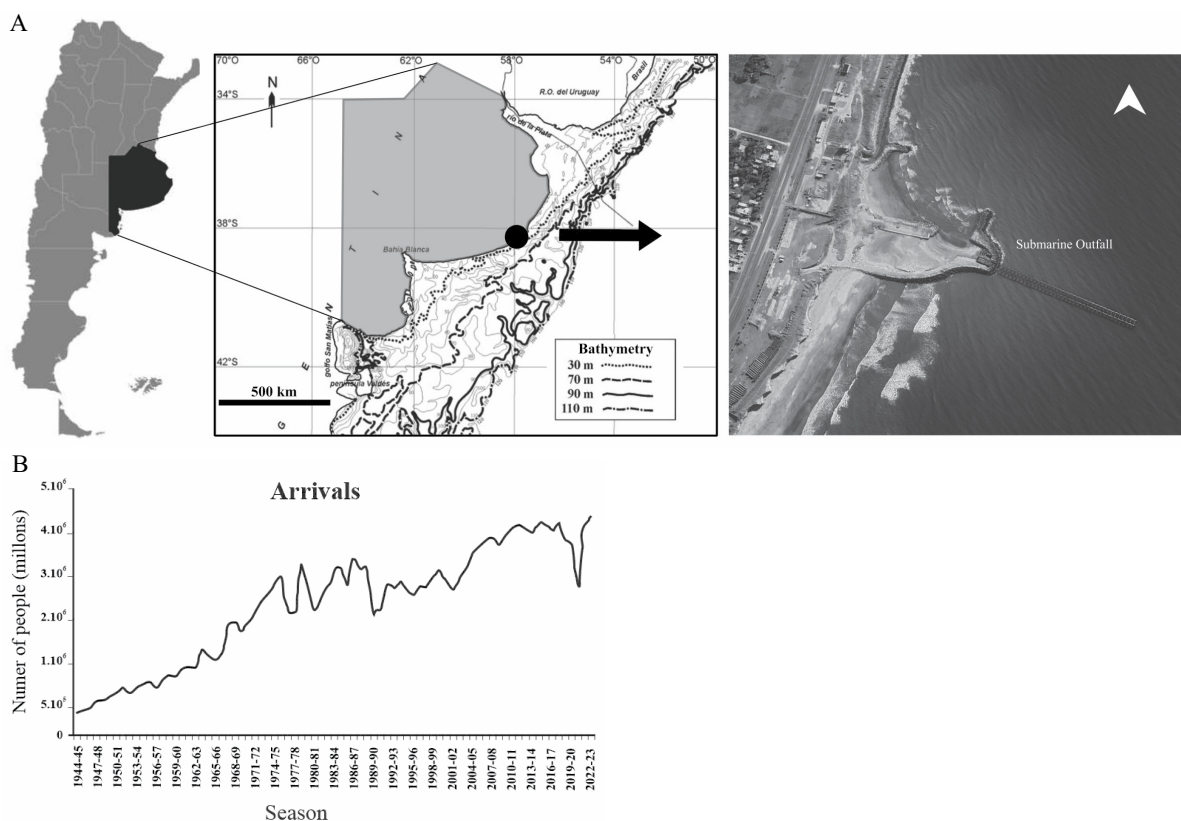 A
70°S
66°S
62°S
58°S
54°S
50°S
N
34°S
38°S
42°S
Brasil
R.O. del Uruguay
rio de la Plata
A
N
I
T
N
E
G
Bahía Blanca
golfo San Matías
península Valdés
500 km
Bathymetry
30 m
70 m
90 m
110 m
Submarine Outfall
B
Arrivals
Numer of people (millons)
5.10⁶
4.10⁶
3.10⁶
2.10⁶
1.10⁶
5.10⁵
0
1944-45
1947-48
1950-51
1953-54
1956-57
1959-60
1962-63
1965-66
1968-69
1971-72
1974-75
1977-78
1980-81
1983-84
1986-87
1989-90
1992-93
1995-96
1998-99
2001-02
2004-05
2007-08
2010-11
2013-14
2016-17
2019-20
2022-23
Season